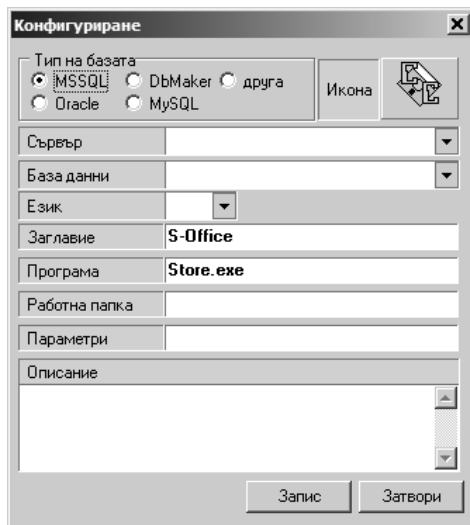 Конфигуриране
Тип на базата
MSSQL DbMaker друга
Oracle MySQL
Икона
Сървър
База данни
Език
Заглавие S-Office
Програма Store.exe
Работна папка
Параметри
Описание
Запис Затвори